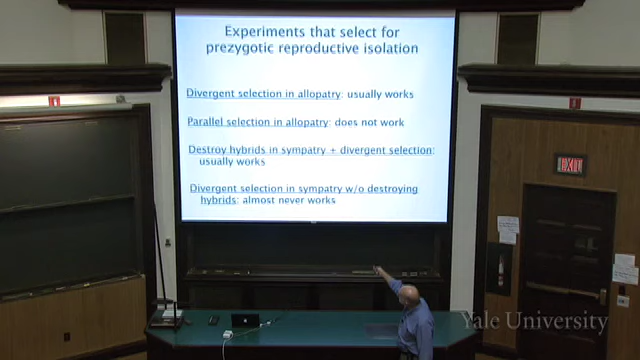 Experiments that select for
prezygotic reproductive isolation
Divergent selection in allopatry: usually works
Parallel selection in allopatry: does not work
Destroy hybrids in sympatry + divergent selection:
usually works
Divergent selection in sympatry w/o destroying
hybrids: almost never works
EXIT
Yale University